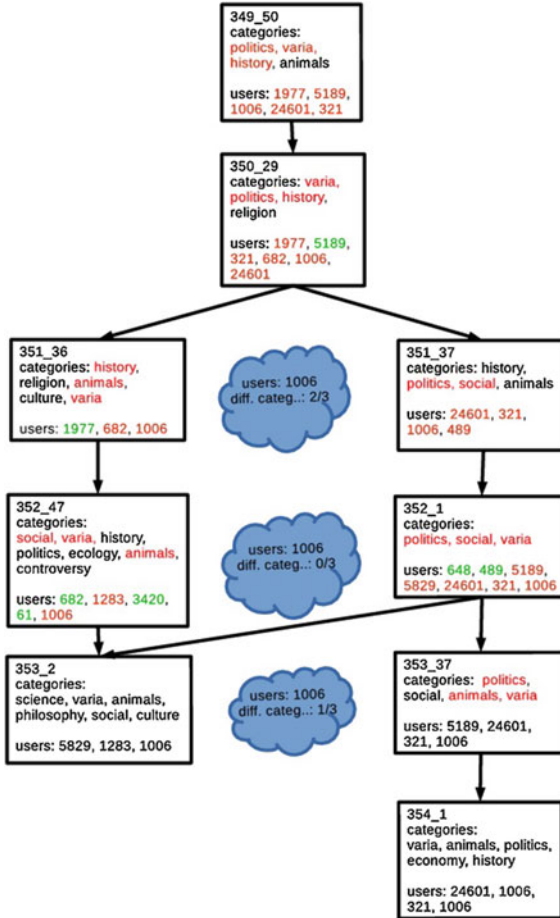 349_50
categories:
politics, varia,
history, animals
users: 1977, 5189,
1006, 24601, 321
350_29
categories: varia,
politics, history,
religion
users: 1977, 5189,
321, 682, 1006,
24601
351_36
categories: history,
religion, animals,
culture, varia
users: 1977, 682, 1006
users: 1006
diff. categ..: 2/3
351_37
categories: history,
politics, social, animals
users: 24601, 321,
1006, 489
352_47
categories:
social, varia, history,
politics, ecology, animals,
controversy
users: 682, 1283, 3420,
61, 1006
users: 1006
diff. categ..: 0/3
352_1
categories:
politics, social, varia
users: 648, 489, 5189,
5829, 24601, 321, 1006
353_2
categories:
science, varia, animals,
philosophy, social, culture
users: 5829, 1283, 1006
users: 1006
diff. categ..: 1/3
353_37
categories: politics,
social, animals, varia
users: 5189, 24601,
321, 1006
354_1
categories:
varia, animals, politics,
economy, history
users: 24601, 1006,
321, 1006